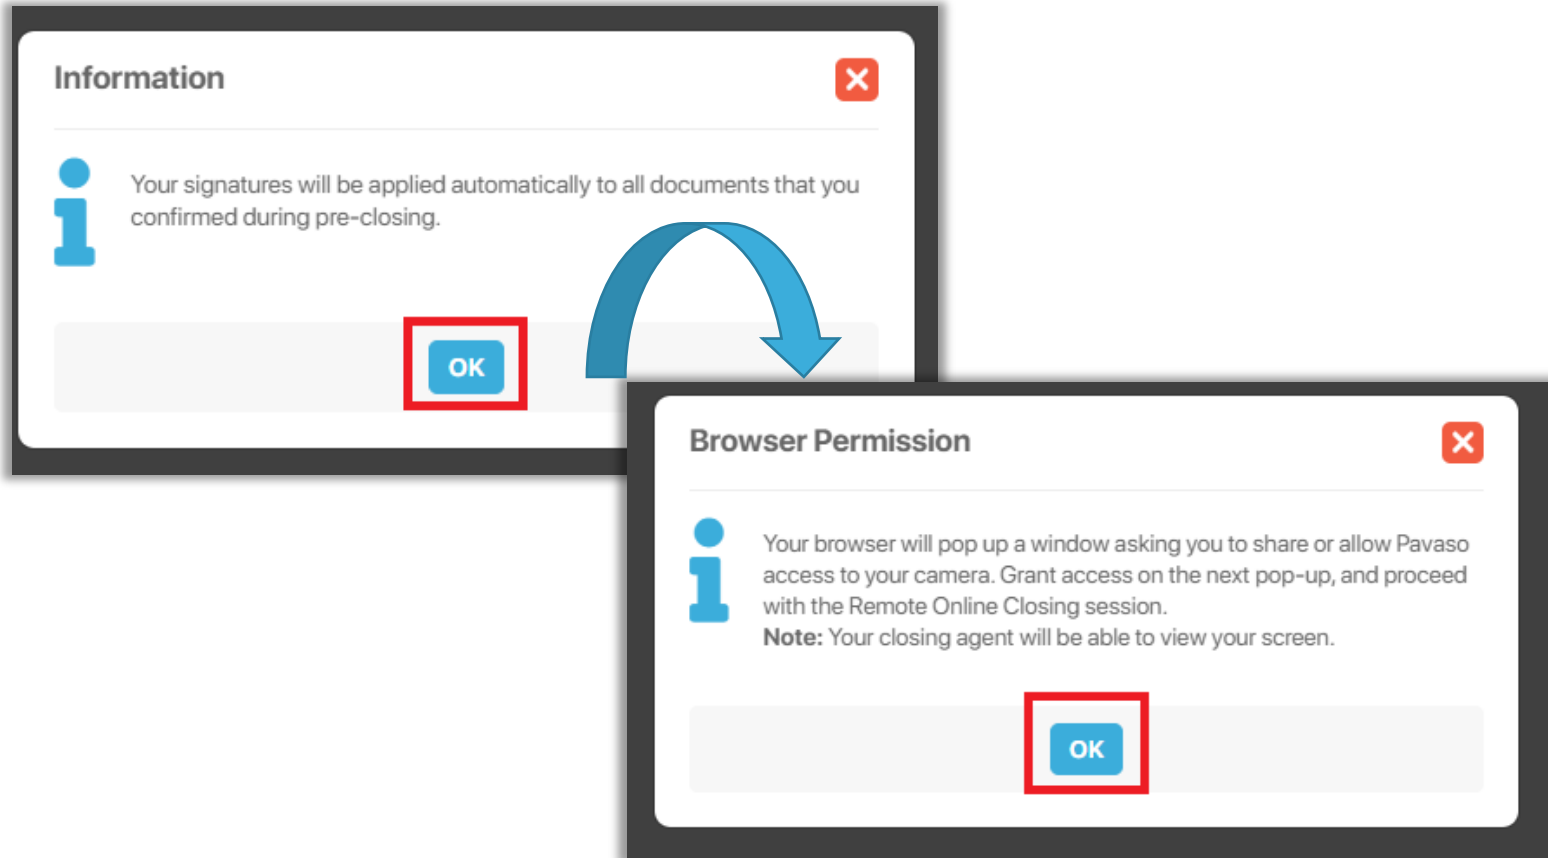 Information
Your signatures will be applied automatically to all documents that you
confirmed during pre-closing.
OK
Browser Permission
Your browser will pop up a window asking you to share or allow Pavaso
access to your camera. Grant access on the next pop-up, and proceed
with the Remote Online Closing session.
Note: Your closing agent will be able to view your screen.
OK